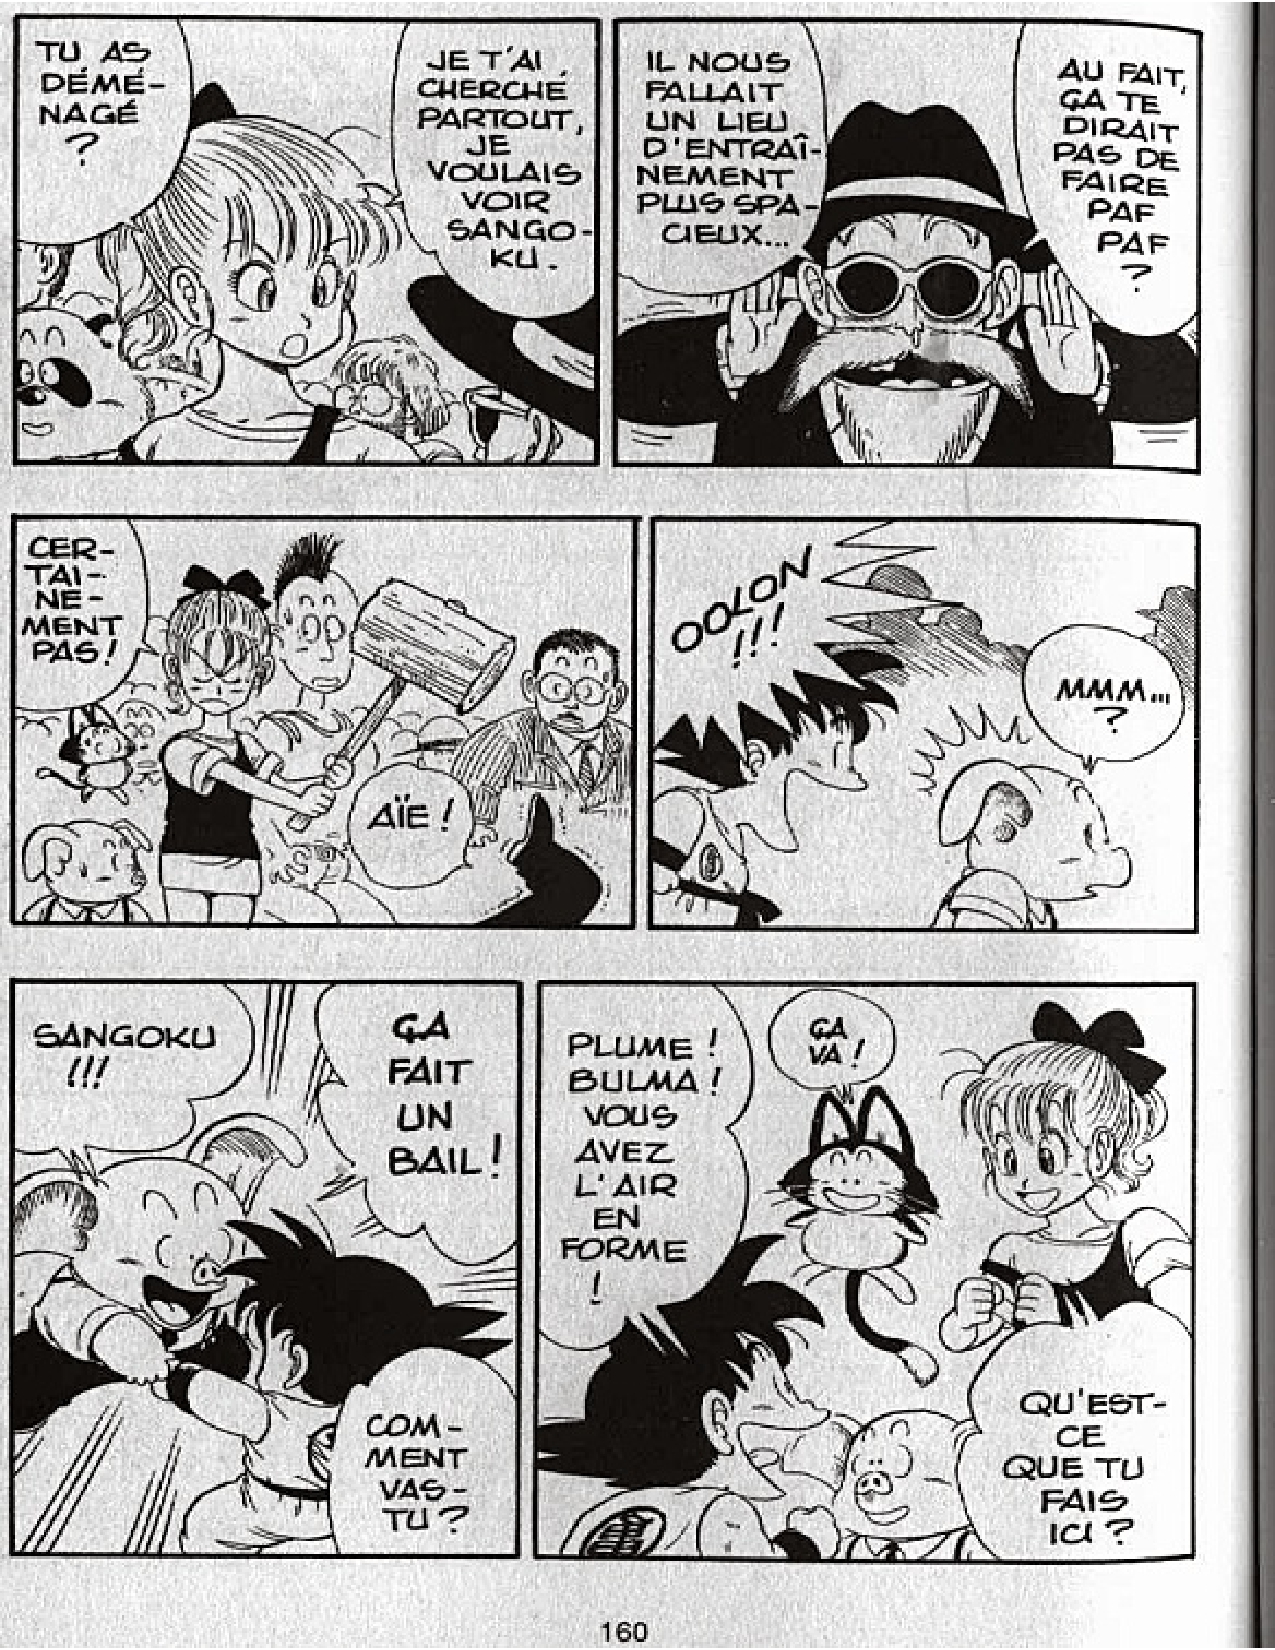 TU AS
DÉMÉ-
NAGÉ
?
JE T'AI
CHERCHÉ
PARTOUT,
JE
VOULAIS
VOIR
SANGO-
KU.
IL NOUS
FALLAIT
UN LIEU
D'ENTRAÎ-
NEMENT
PLUS SPA-
CIEUX...
AU FAIT,
ÇA TE
DIRAIT
PAS DE
FAIRE
PAF
PAF
?
CER-
TAI-
NE-
MENT
PAS!
AÏE!
OOLON
!!!
MMM...
?
SANGOKU
!!!
ÇA
FAIT
UN
BAIL!
COM-
MENT
VAS-
TU?
PLUME!
BULMA!
VOUS
AVEZ
L'AIR
EN
FORME
!
ÇA
VA!
QU'EST-
CE
QUE TU
FAIS
ICI?
160